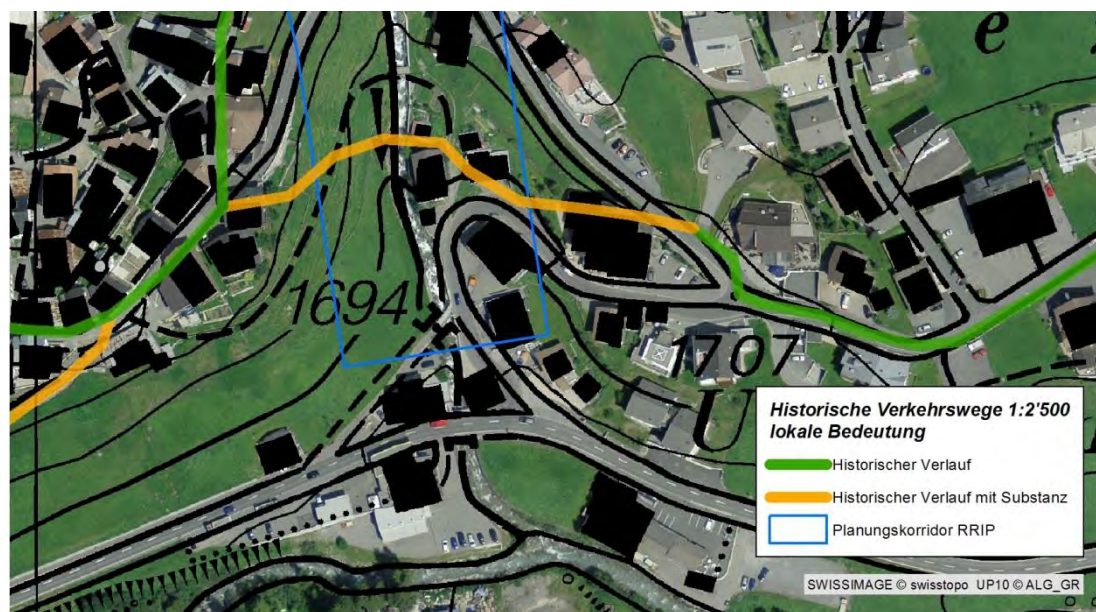 M e
1694
1707
Historische Verkehrswege 1:2'500
lokale Bedeutung
Historischer Verlauf
Historischer Verlauf mit Substanz
Planungskorridor RRIP
SWISSIMAGE © swisstopo UP10 © ALG_GR